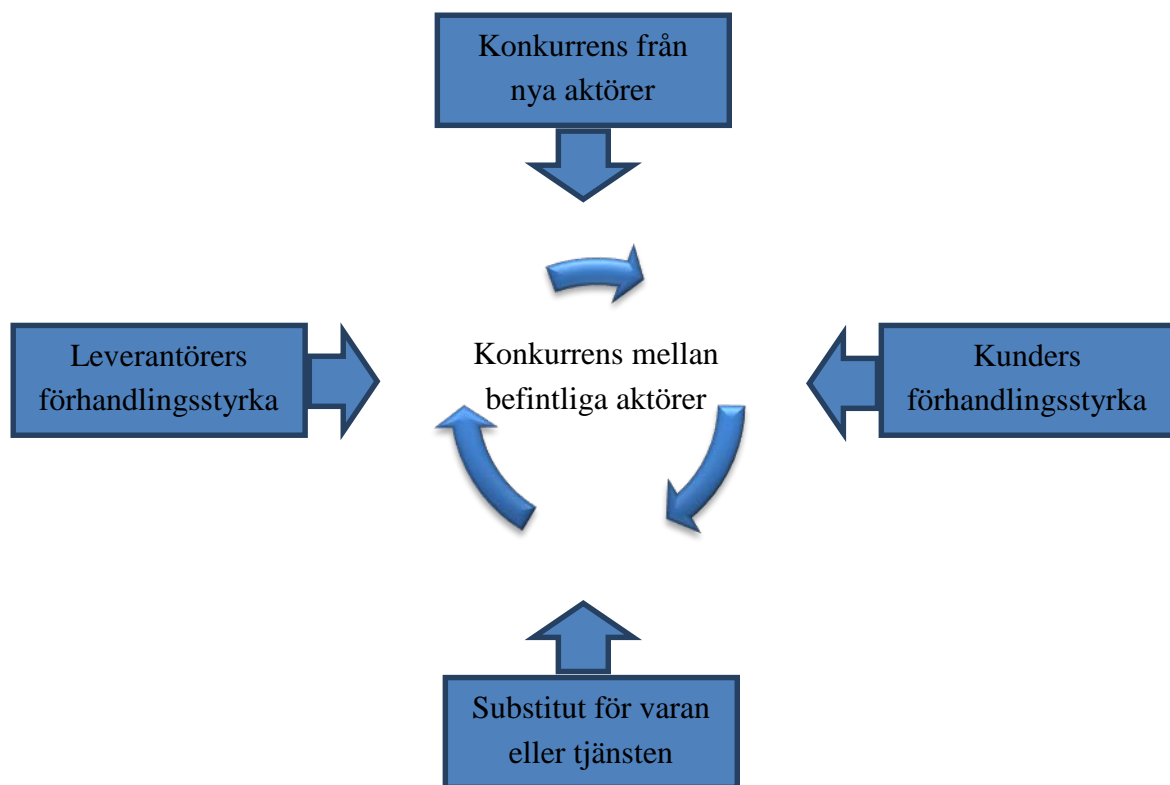 Konkurrens från
nya aktörer
Leverantörers
förhandlingsstyrka
Konkurrens mellan
befintliga aktörer
Kunders
förhandlingsstyrka
Substitut för varan
eller tjänsten